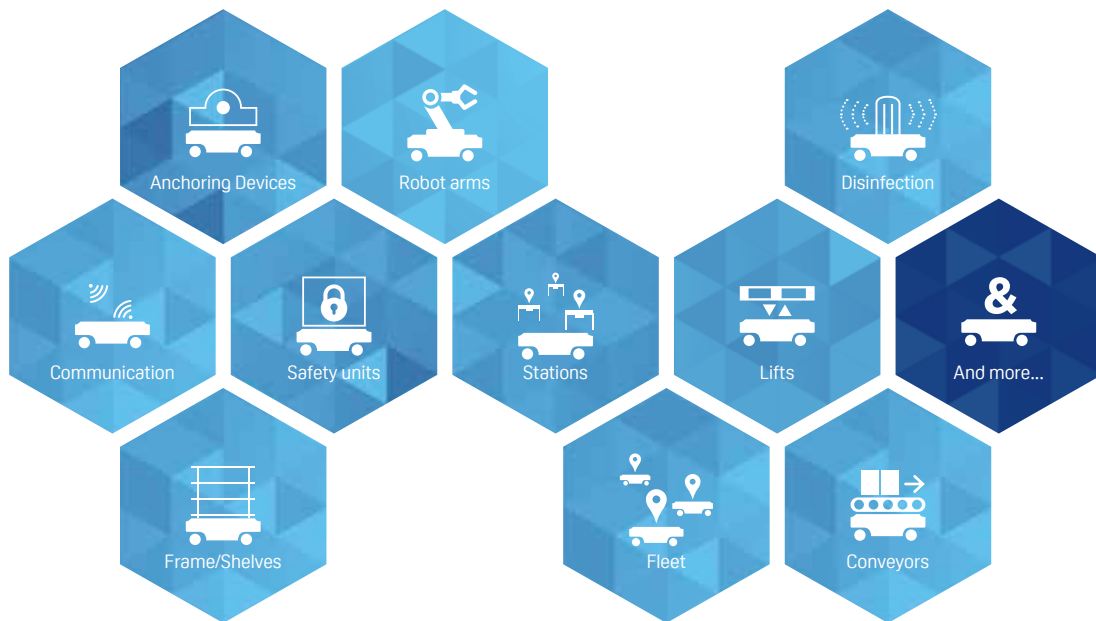 Anchoring Devices
Robot arms
Disinfection
Communication
Safety units
Stations
Lifts
&
And more...
Frame/Shelves
Fleet
Conveyors